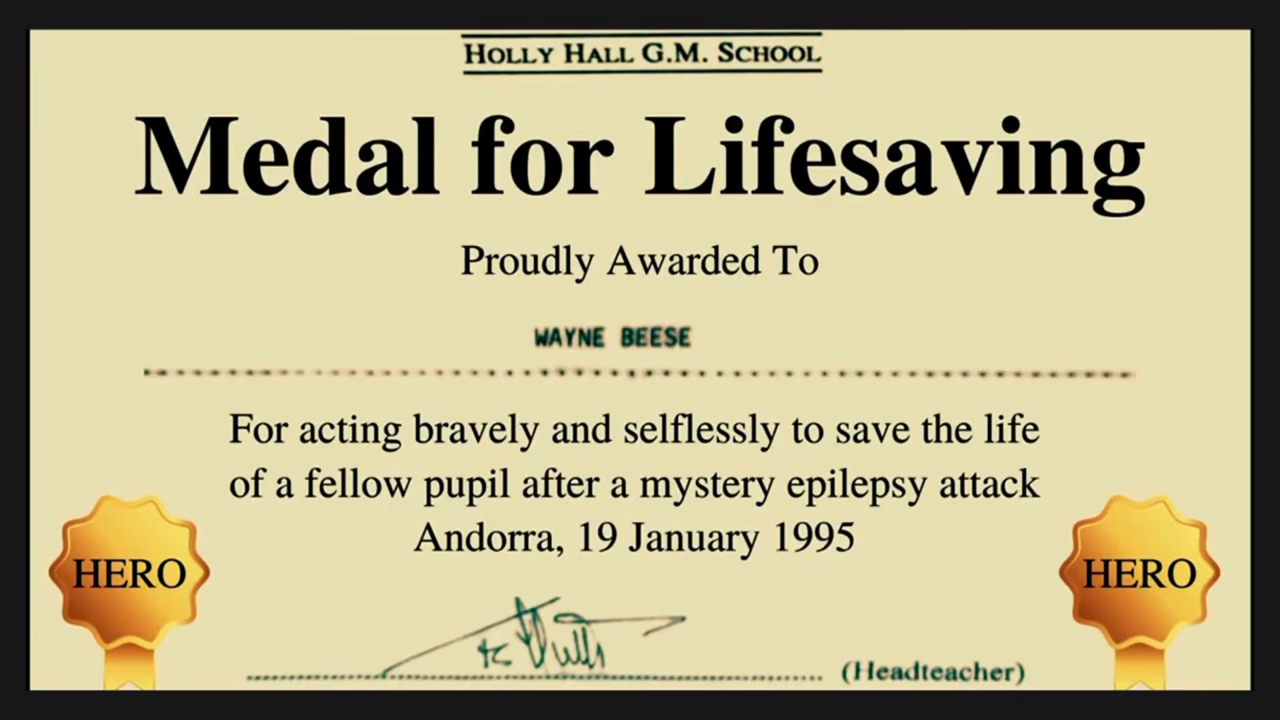 HOLLY HALL G.M. SCHOOL
Medal for Lifesaving
Proudly Awarded To
WAYNE BEESE
For acting bravely and selflessly to save the life
of a fellow pupil after a mystery epilepsy attack
Andorra, 19 January 1995
HERO
HERO
(Headteacher)